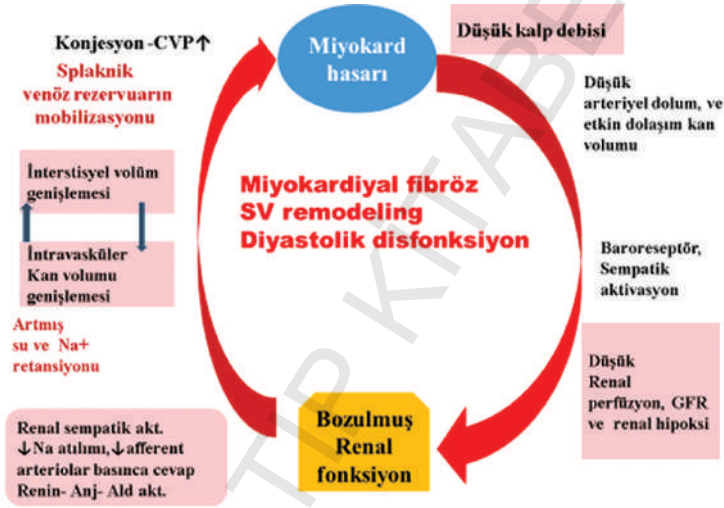 Konjesyon -CVP↑
Splaknik
venöz rezervuarın
mobilizasyonu
İnterstisyel volüm
genişlemesi
İntravasküler
Kan volumu
genişlemesi
Artmış
su ve Na+
retansiyonu
Renal sempatik akt.
↓Na atılımı,↓afferent
arteriolar basınca cevap
Renin- Anj- Ald akt.
Miyokard
hasarı
Miyokardiyal fibröz
SV remodeling
Diyastolik disfonksiyon
Bozulmuş
Renal
fonksiyon
Düşük kalp debisi
Düşük
arteriyel dolum, ve
etkin dolaşım kan
volumu
Baroreseptör,
Sempatik
aktivasyon
Düşük
Renal
perfüzyon, GFR
ve renal hipoksi
TIP KİTABE